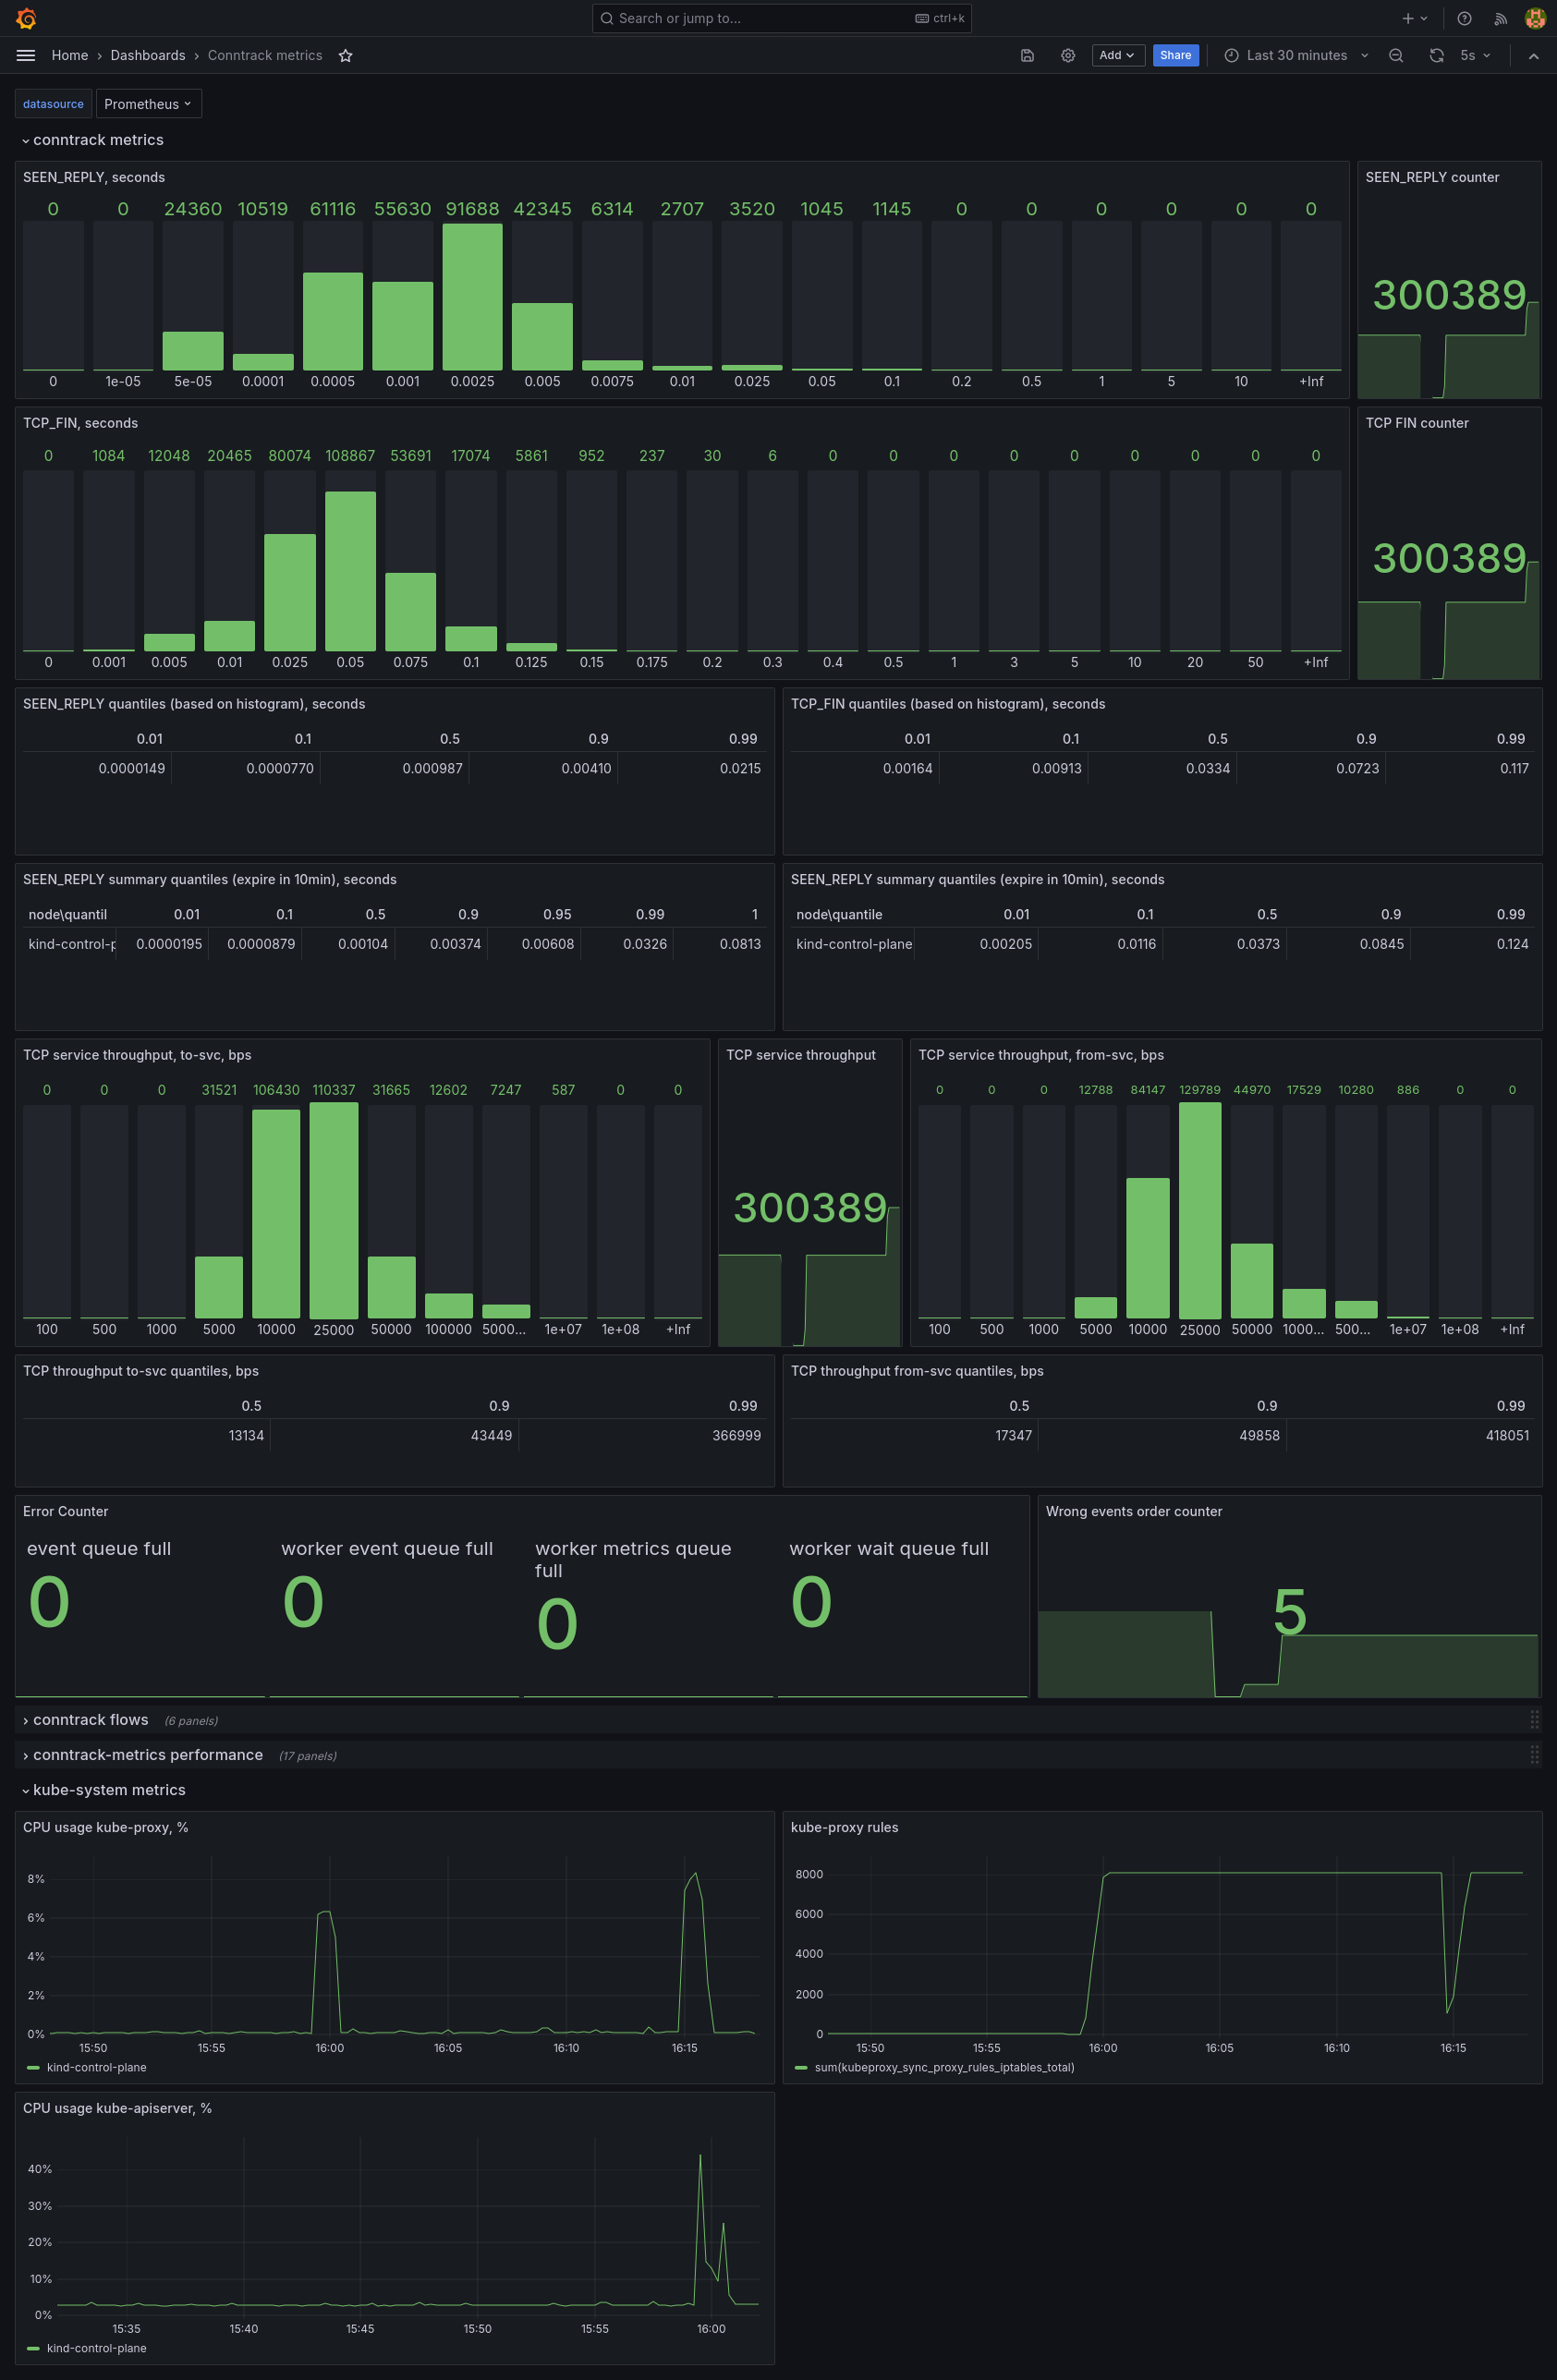 Search or jump to... ctrl+k
Home › Dashboards › Conntrack metrics Add Share Last 30 minutes 5s
datasource Prometheus
conntrack metrics
SEEN_REPLY, seconds
0 0 24360 10519 61116 55630 91688 42345 6314 2707 3520 1045 1145 0 0 0 0 0 0
0 1e-05 5e-05 0.0001 0.0005 0.001 0.0025 0.005 0.0075 0.01 0.025 0.05 0.1 0.2 0.5 1 5 10 +Inf
SEEN_REPLY counter
300389
TCP_FIN, seconds
0 1084 12048 20465 80074 108867 53691 17074 5861 952 237 30 6 0 0 0 0 0 0 0 0 0
0 0.001 0.005 0.01 0.025 0.05 0.075 0.1 0.125 0.15 0.175 0.2 0.3 0.4 0.5 1 3 5 10 20 50 +Inf
TCP FIN counter
300389
SEEN_REPLY quantiles (based on histogram), seconds
0.01 0.1 0.5 0.9 0.99
0.0000149 0.0000770 0.000987 0.00410 0.0215
TCP_FIN quantiles (based on histogram), seconds
0.01 0.1 0.5 0.9 0.99
0.00164 0.00913 0.0334 0.0723 0.117
SEEN_REPLY summary quantiles (expire in 10min), seconds
node\quantil 0.01 0.1 0.5 0.9 0.95 0.99 1
kind-control-p 0.0000195 0.0000879 0.00104 0.00374 0.00608 0.0326 0.0813
SEEN_REPLY summary quantiles (expire in 10min), seconds
node\quantile 0.01 0.1 0.5 0.9 0.99
kind-control-plane 0.00205 0.0116 0.0373 0.0845 0.124
TCP service throughput, to-svc, bps
0 0 0 31521 106430 110337 31665 12602 7247 587 0 0
100 500 1000 5000 10000 25000 50000 100000 5000... 1e+07 1e+08 +Inf
TCP service throughput
300389
TCP service throughput, from-svc, bps
0 0 0 12788 84147 129789 44970 17529 10280 886 0 0
100 500 1000 5000 10000 25000 50000 1000... 500... 1e+07 1e+08 +Inf
TCP throughput to-svc quantiles, bps
0.5 0.9 0.99
13134 43449 366999
TCP throughput from-svc quantiles, bps
0.5 0.9 0.99
17347 49858 418051
Error Counter
event queue full
0
worker event queue full
0
worker metrics queue
full
0
worker wait queue full
0
Wrong events order counter
5
conntrack flows (6 panels)
conntrack-metrics performance (17 panels)
kube-system metrics
CPU usage kube-proxy, %
8%
6%
4%
2%
0%
15:50 15:55 16:00 16:05 16:10 16:15
kind-control-plane
kube-proxy rules
8000
6000
4000
2000
0
15:50 15:55 16:00 16:05 16:10 16:15
sum(kubeproxy_sync_proxy_rules_iptables_total)
CPU usage kube-apiserver, %
40%
30%
20%
10%
0%
15:35 15:40 15:45 15:50 15:55 16:00
kind-control-plane